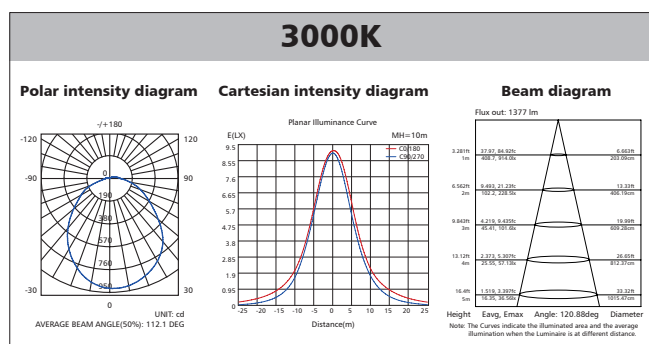 3000K
Polar intensity diagram
Cartesian intensity diagram
Beam diagram
-/+180
-120
120
-90
90
-30
30
0
0
190
380
570
760
950
UNIT: cd
AVERAGE BEAM ANGLE(50%): 112.1 DEG
Planar Illuminance Curve
E(LX)
MH=10m
C0/180
C90/270
9.5
8.55
7.6
6.65
5.7
4.75
3.8
2.85
1.9
0.95
0
-25 -20 -15 -10 -5 0 5 10 15 20 25
Distance(m)
Flux out: 1377 lm
3.281ft 37.97, 84.92fc 6.663ft
1m 408.7, 914.0lx 203.09cm
6.562ft 9.493, 21.23fc 13.33ft
2m 102.2, 228.5lx 406.19cm
9.843ft 4.219, 9.435fc 19.99ft
3m 45.41, 101.6lx 609.28cm
13.12ft 2.373, 5.307fc 26.65ft
4m 25.55, 57.13lx 812.37cm
16.4ft 1.519, 3.397fc 33.32ft
5m 16.35, 36.56lx 1015.47cm
Height Eavg, Emax Angle: 120.88deg Diameter
Note: The Curves indicate the illuminated area and the average
illumination when the Luminaire is at different distance.